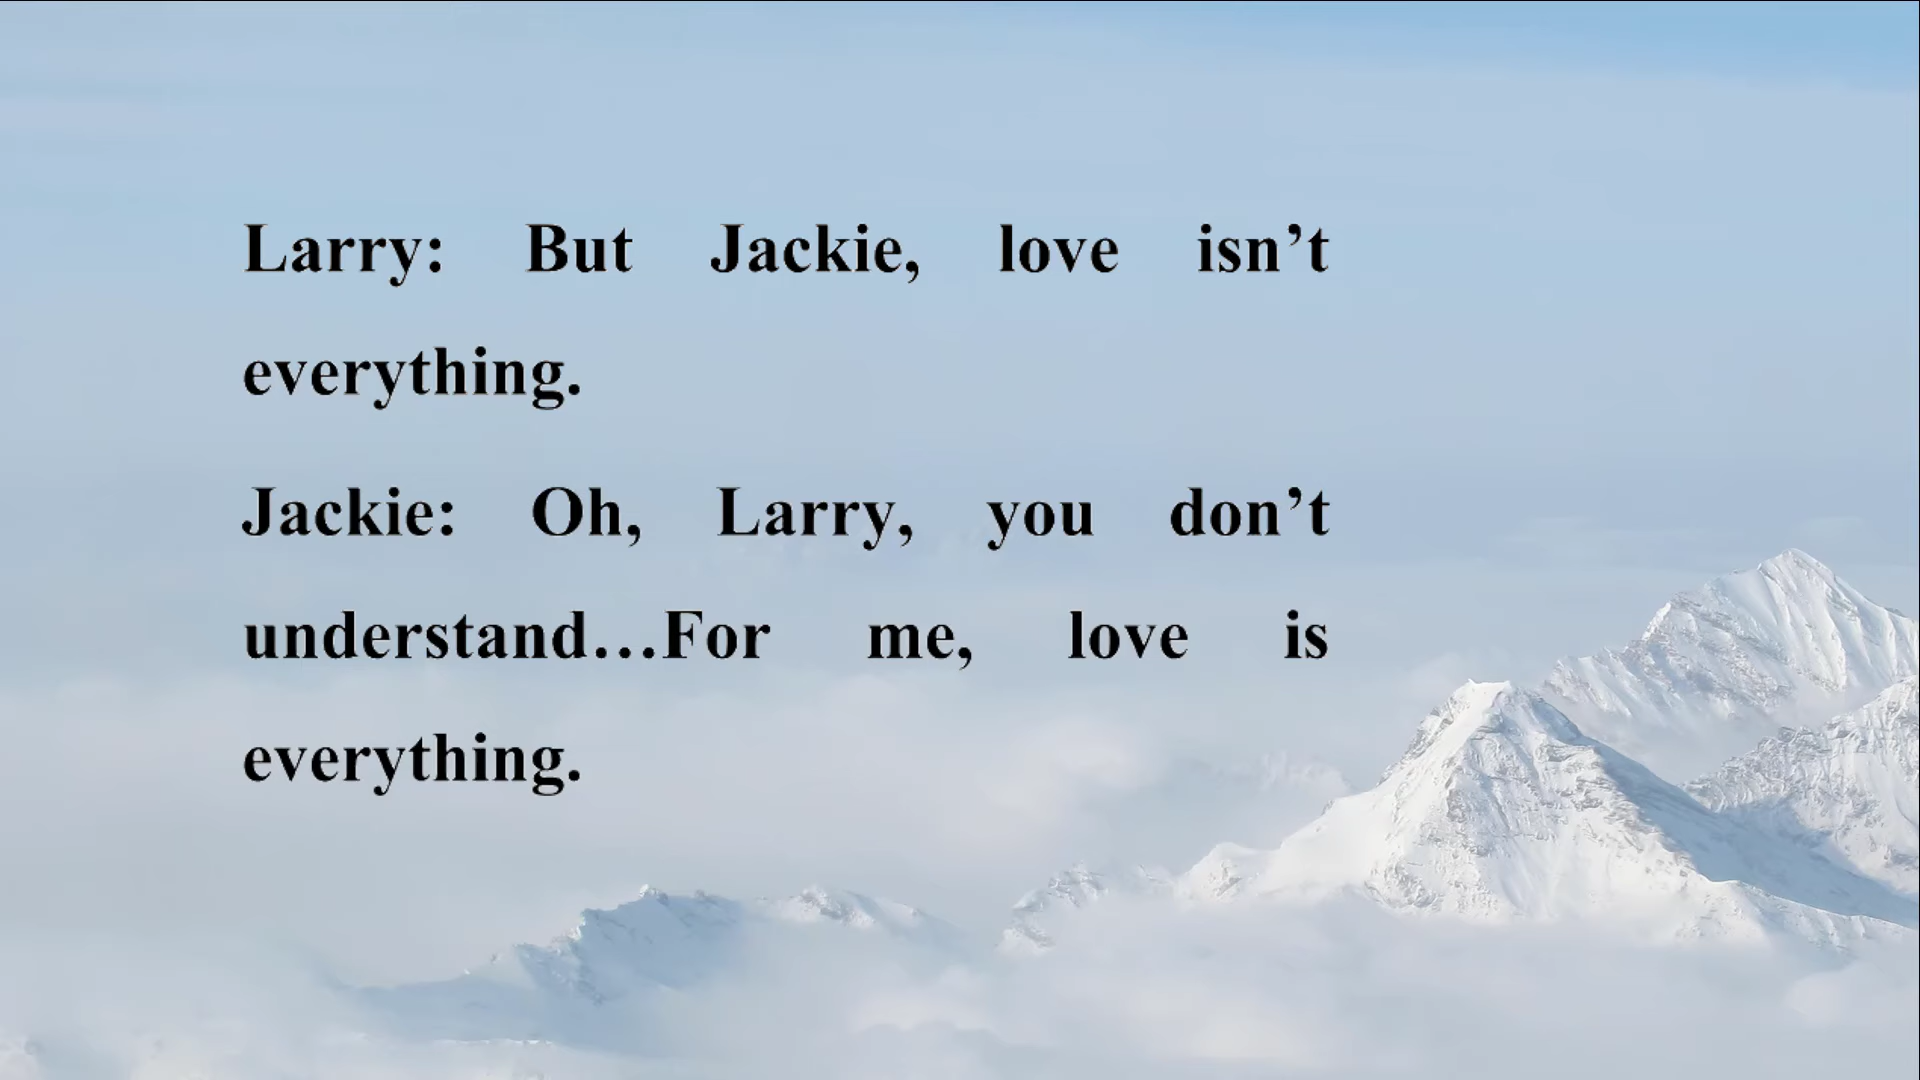 Larry: But Jackie, love isn’t
everything.
Jackie: Oh, Larry, you don’t
understand…For me, love is
everything.